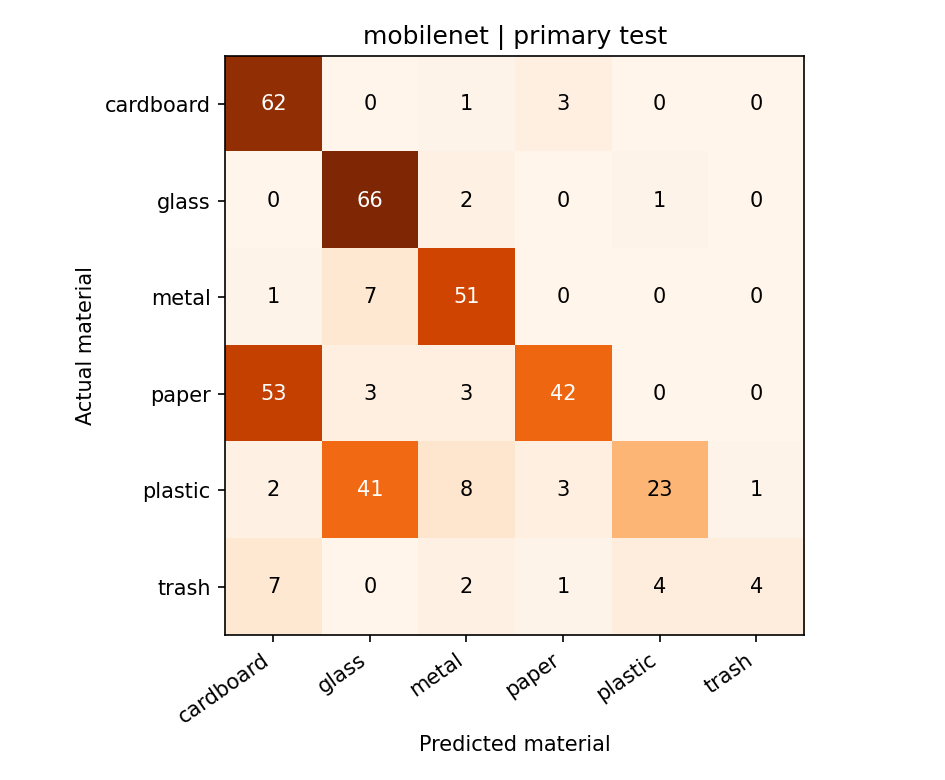 mobilenet | primary test
cardboard 62 0 1 3 0 0
glass 0 66 2 0 1 0
metal 1 7 51 0 0 0
paper 53 3 3 42 0 0
plastic 2 41 8 3 23 1
trash 7 0 2 1 4 4
Actual material
cardboard glass metal paper plastic trash
Predicted material